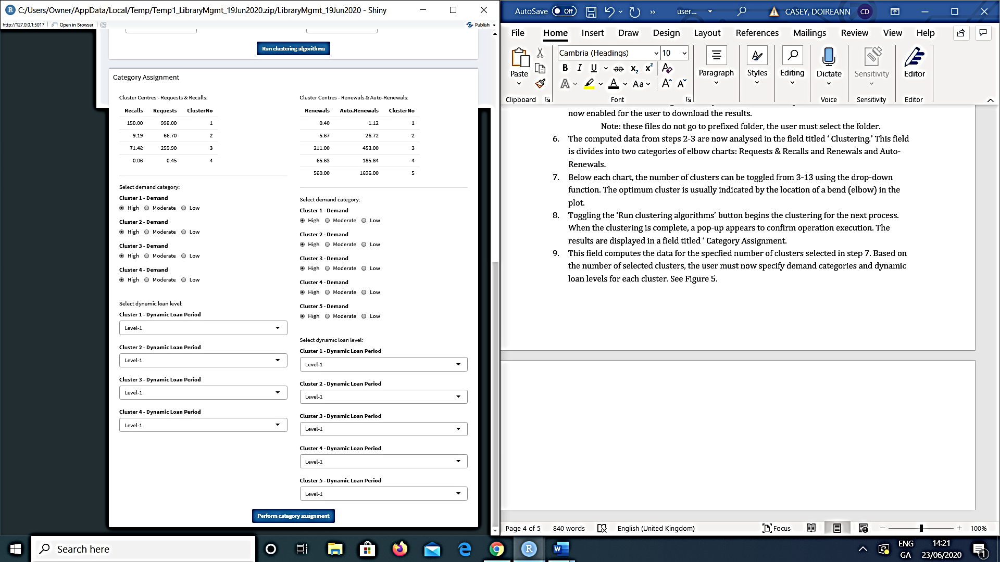 C:/Users/Owner/AppData/Local/Temp/Temp1_LibraryMgmt_19Jun2020.zip/LibraryMgmt_19Jun2020 - Shiny
http://127.0.0.1:5017 Open in Browser Publish
Run clustering algorithms
Category Assignment
Cluster Centres - Requests & Recalls:
Recalls Requests ClusterNo
150.00 998.00 1
9.19 66.70 2
71.48 259.90 3
0.06 0.45 4
Select demand category:
Cluster 1 - Demand
High Moderate Low
Cluster 2 - Demand
High Moderate Low
Cluster 3 - Demand
High Moderate Low
Cluster 4 - Demand
High Moderate Low
Select dynamic loan level:
Cluster 1 - Dynamic Loan Period
Level-1
Cluster 2 - Dynamic Loan Period
Level-1
Cluster 3 - Dynamic Loan Period
Level-1
Cluster 4 - Dynamic Loan Period
Level-1
Cluster Centres - Renewals & Auto-Renewals:
Renewals Auto.Renewals ClusterNo
0.40 1.12 1
5.67 26.72 2
211.00 453.00 3
65.63 185.84 4
560.00 1696.00 5
Select demand category:
Cluster 1 - Demand
High Moderate Low
Cluster 2 - Demand
High Moderate Low
Cluster 3 - Demand
High Moderate Low
Cluster 4 - Demand
High Moderate Low
Cluster 5 - Demand
High Moderate Low
Select dynamic loan level:
Cluster 1 - Dynamic Loan Period
Level-1
Cluster 2 - Dynamic Loan Period
Level-1
Cluster 3 - Dynamic Loan Period
Level-1
Cluster 4 - Dynamic Loan Period
Level-1
Cluster 5 - Dynamic Loan Period
Level-1
Perform category assignment
AutoSave Off user... CASEY, DOIREANN CD
File Home Insert Draw Design Layout References Mailings Review View Help
Cambria (Headings) 10
B I U ab x₂ x² A
A A Aa A A
Paste Paragraph Styles Editing Dictate Sensitivity Editor
Clipboard Font Voice Sensitivity Editor
now enabled for the user to download the results.
Note: these files do not go to prefixed folder, the user must select the folder.
6. The computed data from steps 2-3 are now analysed in the field titled ‘ Clustering.’ This field
is divides into two categories of elbow charts: Requests & Recalls and Renewals and Auto-
Renewals.
7. Below each chart, the number of clusters can be toggled from 3-13 using the drop-down
function. The optimum cluster is usually indicated by the location of a bend (elbow) in the
plot.
8. Toggling the ‘Run clustering algorithms’ button begins the clustering for the next process.
When the clustering is complete, a pop-up appears to confirm operation execution. The
results are displayed in a field titled ‘ Category Assignment.
9. This field computes the data for the specfied number of clusters selected in step 7. Based on
the number of selected clusters, the user must now specify demand categories and dynamic
loan levels for each cluster. See Figure 5.
Page 4 of 5 840 words English (United Kingdom) Focus 100%
Search here
ENG
GA
14:21
23/06/2020
1